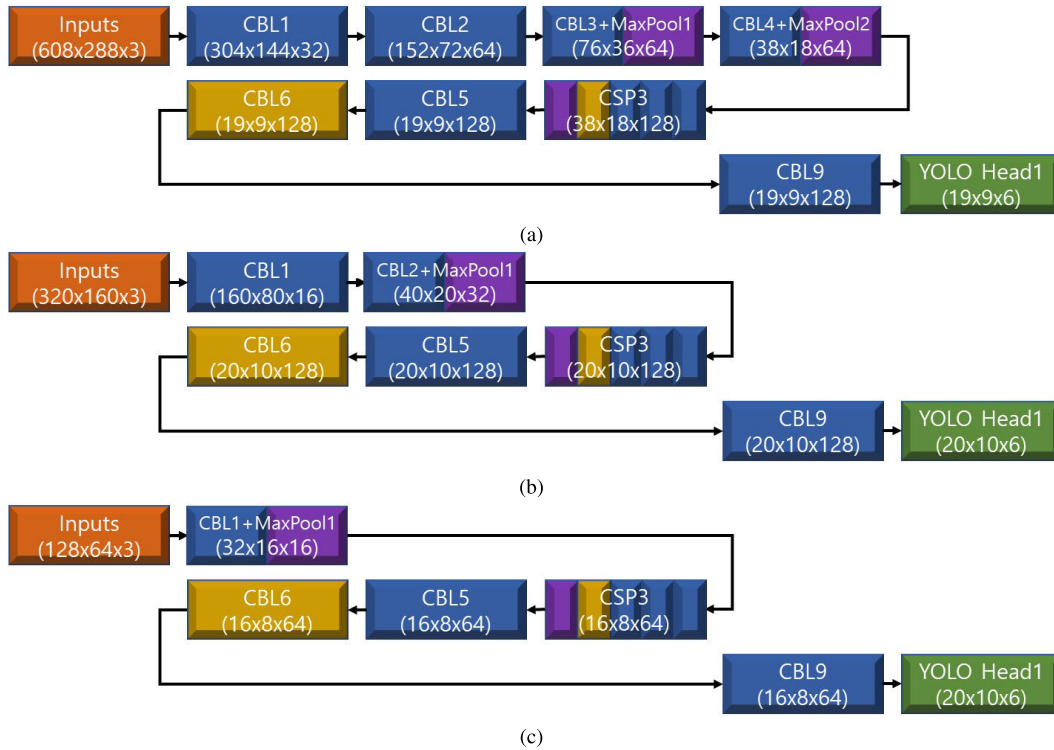 Inputs
(608x288x3)
CBL1
(304x144x32)
CBL2
(152x72x64)
CBL3+MaxPool1
(76x36x64)
CBL4+MaxPool2
(38x18x64)
CBL6
(19x9x128)
CBL5
(19x9x128)
CSP3
(38x18x128)
CBL9
(19x9x128)
YOLO Head1
(19x9x6)
(a)
Inputs
(320x160x3)
CBL1
(160x80x16)
CBL2+MaxPool1
(40x20x32)
CBL6
(20x10x128)
CBL5
(20x10x128)
CSP3
(20x10x128)
CBL9
(20x10x128)
YOLO Head1
(20x10x6)
(b)
Inputs
(128x64x3)
CBL1+MaxPool1
(32x16x16)
CBL6
(16x8x64)
CBL5
(16x8x64)
CSP3
(16x8x64)
CBL9
(16x8x64)
YOLO Head1
(20x10x6)
(c)